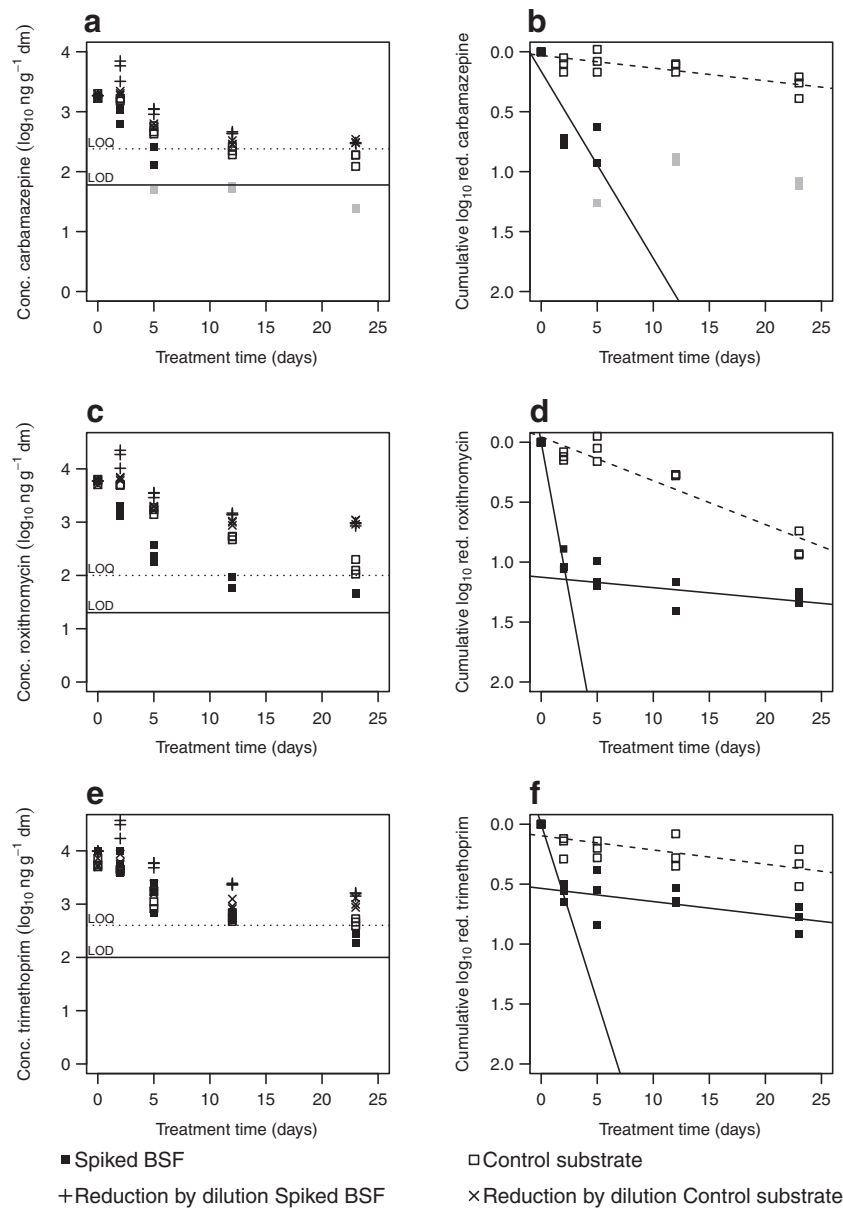 a
Conc. carbamazepine (log10 ng g−1 dm)
4
3
2
1
0
LOQ
LOD
0 5 10 15 20 25
Treatment time (days)
b
Cumulative log10 red. carbamazepine
0.0
0.5
1.0
1.5
2.0
0 5 10 15 20 25
Treatment time (days)
c
Conc. roxithromycin (log10 ng g−1 dm)
4
3
2
1
0
LOQ
LOD
0 5 10 15 20 25
Treatment time (days)
d
Cumulative log10 red. roxithromycin
0.0
0.5
1.0
1.5
2.0
0 5 10 15 20 25
Treatment time (days)
e
Conc. trimethoprim (log10 ng g−1 dm)
4
3
2
1
0
LOQ
LOD
0 5 10 15 20 25
Treatment time (days)
f
Cumulative log10 red. trimethoprim
0.0
0.5
1.0
1.5
2.0
0 5 10 15 20 25
Treatment time (days)
Spiked BSF
Control substrate
Reduction by dilution Spiked BSF
Reduction by dilution Control substrate